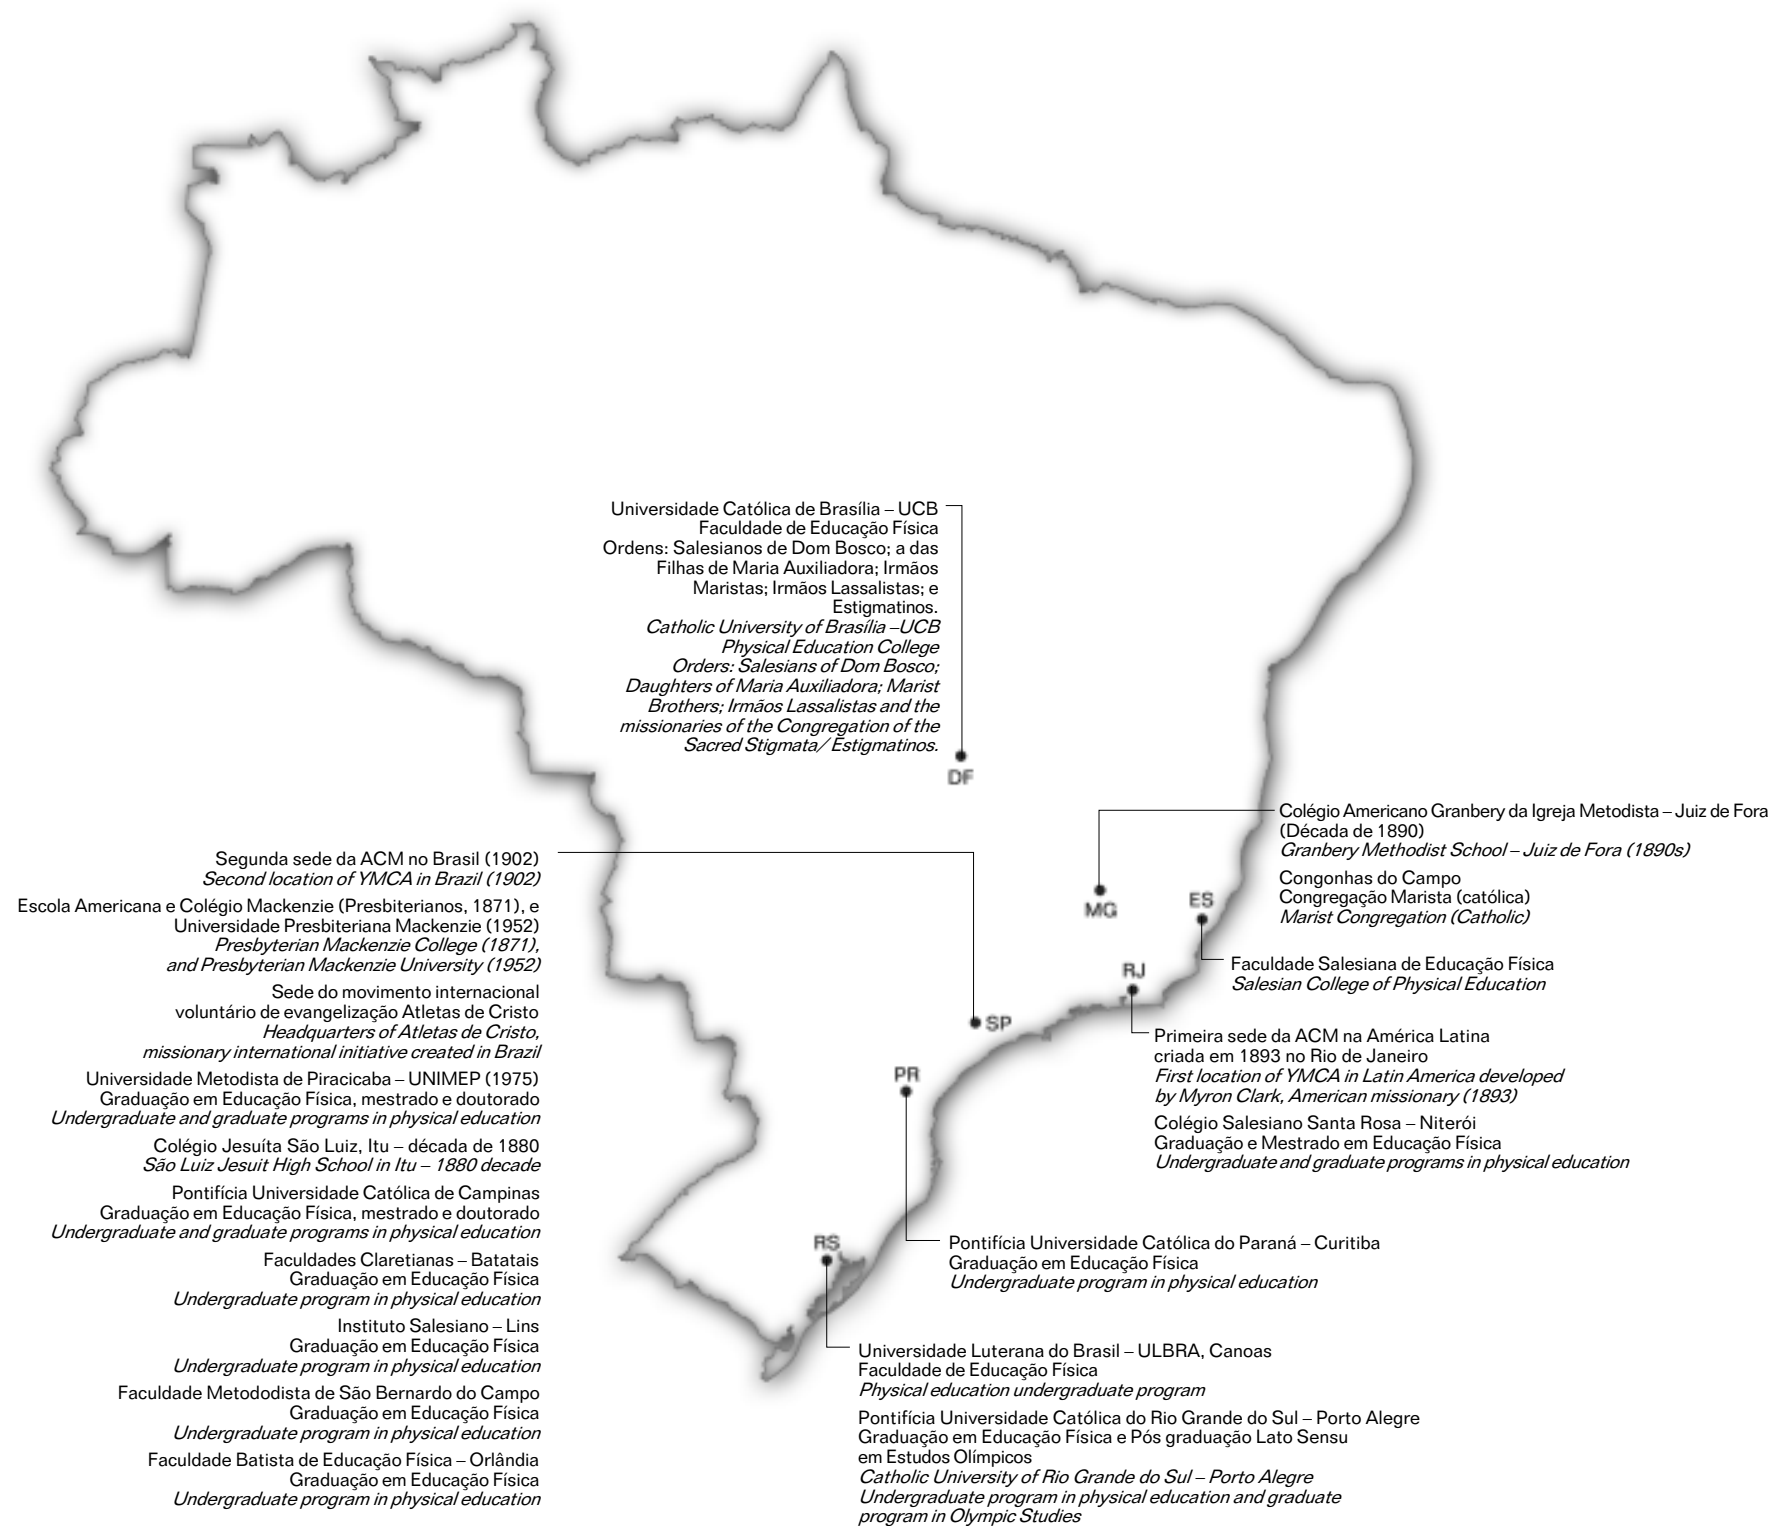 Universidade Católica de Brasília – UCB
Faculdade de Educação Física
Ordens: Salesianos de Dom Bosco; a das
Filhas de Maria Auxiliadora; Irmãos
Maristas; Irmãos Lassalistas; e
Estigmatinos.
Catholic University of Brasília –UCB
Physical Education College
Orders: Salesians of Dom Bosco;
Daughters of Maria Auxiliadora; Marist
Brothers; Irmãos Lassalistas and the
missionaries of the Congregation of the
Sacred Stigmata/ Estigmatinos.
DF
Colégio Americano Granbery da Igreja Metodista – Juiz de Fora
(Década de 1890)
Granbery Methodist School – Juiz de Fora (1890s)
Congonhas do Campo
Congregação Marista (católica)
Marist Congregation (Catholic)
MG
ES
Faculdade Salesiana de Educação Física
Salesian College of Physical Education
RJ
Primeira sede da ACM na América Latina
criada em 1893 no Rio de Janeiro
First location of YMCA in Latin America developed
by Myron Clark, American missionary (1893)
Colégio Salesiano Santa Rosa – Niterói
Graduação e Mestrado em Educação Física
Undergraduate and graduate programs in physical education
SP
Segunda sede da ACM no Brasil (1902)
Second location of YMCA in Brazil (1902)
Escola Americana e Colégio Mackenzie (Presbiterianos, 1871), e
Universidade Presbiteriana Mackenzie (1952)
Presbyterian Mackenzie College (1871),
and Presbyterian Mackenzie University (1952)
Sede do movimento internacional
voluntário de evangelização Atletas de Cristo
Headquarters of Atletas de Cristo,
missionary international initiative created in Brazil
Universidade Metodista de Piracicaba – UNIMEP (1975)
Graduação em Educação Física, mestrado e doutorado
Undergraduate and graduate programs in physical education
Colégio Jesuíta São Luiz, Itu – década de 1880
São Luiz Jesuit High School in Itu – 1880 decade
Pontifícia Universidade Católica de Campinas
Graduação em Educação Física, mestrado e doutorado
Undergraduate and graduate programs in physical education
Faculdades Claretianas – Batatais
Graduação em Educação Física
Undergraduate program in physical education
Instituto Salesiano – Lins
Graduação em Educação Física
Undergraduate program in physical education
Faculdade Metododista de São Bernardo do Campo
Graduação em Educação Física
Undergraduate program in physical education
Faculdade Batista de Educação Física – Orlândia
Graduação em Educação Física
Undergraduate program in physical education
PR
Pontifícia Universidade Católica do Paraná – Curitiba
Graduação em Educação Física
Undergraduate program in physical education
RS
Universidade Luterana do Brasil – ULBRA, Canoas
Faculdade de Educação Física
Physical education undergraduate program
Pontifícia Universidade Católica do Rio Grande do Sul – Porto Alegre
Graduação em Educação Física e Pós graduação Lato Sensu
em Estudos Olímpicos
Catholic University of Rio Grande do Sul – Porto Alegre
Undergraduate program in physical education and graduate
program in Olympic Studies